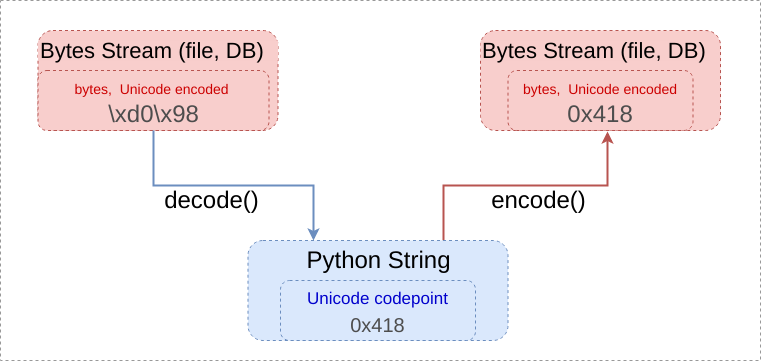 Bytes Stream (file, DB)
bytes, Unicode encoded
\xd0\x98
Bytes Stream (file, DB)
bytes, Unicode encoded
0x418
decode()
encode()
Python String
Unicode codepoint
0x418